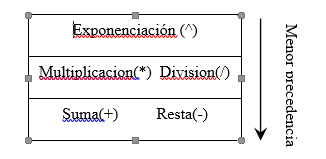 Exponenciación (^)
Multiplicacion(*) Division(/)
Suma(+) Resta(-)
Menor precedencia